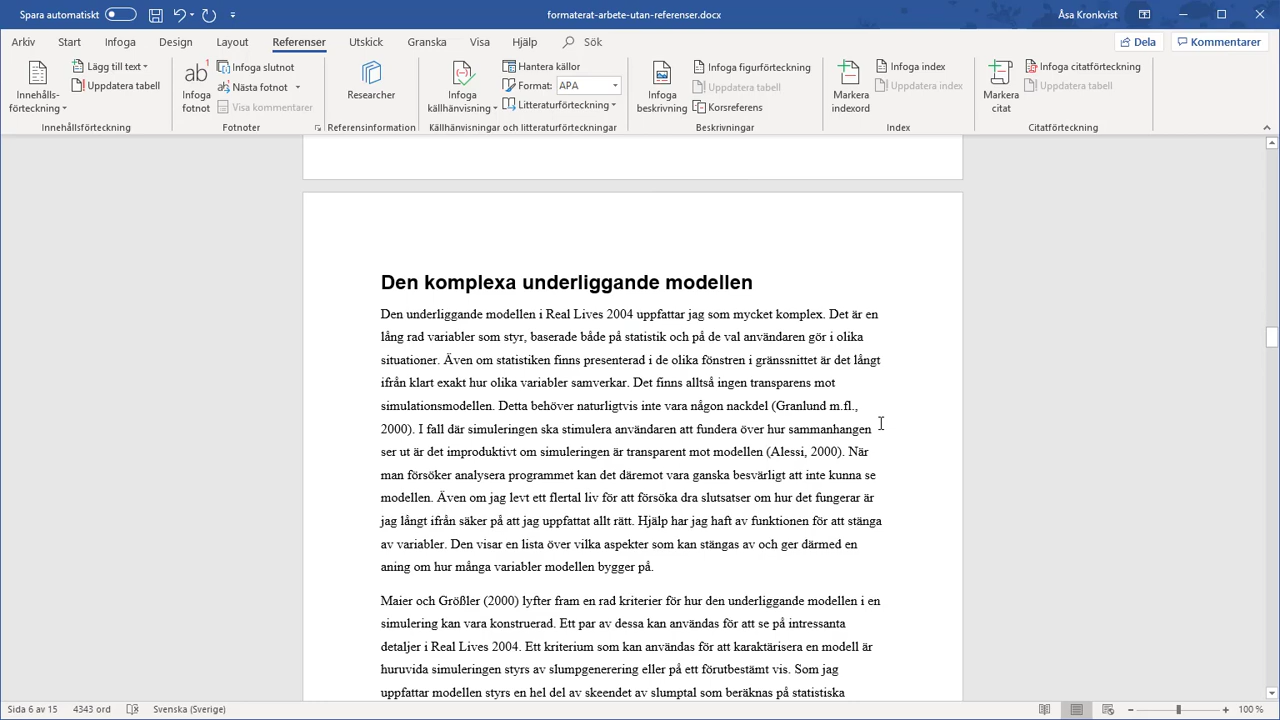 Spara automatiskt
formaterat-arbete-utan-referenser.docx
Åsa Kronkvist
Arkiv Start Infoga Design Layout Referenser Utskick Granska Visa Hjälp Sök Dela Kommentarer
Innehålls-
förteckning
Lägg till text
Uppdatera tabell
Innehållsförteckning
ab1
Infoga
fotnot
Infoga slutnot
Nästa fotnot
Visa kommentarer
Fotnoter
Researcher
Referensinformation
Infoga
källhänvisning
Hantera källor
Format: APA
Litteraturförteckning
Källhänvisningar och litteraturförteckningar
Infoga
beskrivning
Infoga figurförteckning
Uppdatera tabell
Korsreferens
Beskrivningar
Markera
indexord
Infoga index
Uppdatera index
Index
Markera
citat
Infoga citatförteckning
Uppdatera tabell
Citatförteckning
Den komplexa underliggande modellen
Den underliggande modellen i Real Lives 2004 uppfattar jag som mycket komplex. Det är en
lång rad variabler som styr, baserade både på statistik och på de val användaren gör i olika
situationer. Även om statistiken finns presenterad i de olika fönstren i gränssnittet är det långt
ifrån klart exakt hur olika variabler samverkar. Det finns alltså ingen transparens mot
simulationsmodellen. Detta behöver naturligtvis inte vara någon nackdel (Granlund m.fl.,
2000). I fall där simuleringen ska stimulera användaren att fundera över hur sammanhangen
ser ut är det improduktivt om simuleringen är transparent mot modellen (Alessi, 2000). När
man försöker analysera programmet kan det däremot vara ganska besvärligt att inte kunna se
modellen. Även om jag levt ett flertal liv för att försöka dra slutsatser om hur det fungerar är
jag långt ifrån säker på att jag uppfattat allt rätt. Hjälp har jag haft av funktionen för att stänga
av variabler. Den visar en lista över vilka aspekter som kan stängas av och ger därmed en
aning om hur många variabler modellen bygger på.
Maier och Größler (2000) lyfter fram en rad kriterier för hur den underliggande modellen i en
simulering kan vara konstruerad. Ett par av dessa kan användas för att se på intressanta
detaljer i Real Lives 2004. Ett kriterium som kan användas för att karaktärisera en modell är
huruvida simuleringen styrs av slumpgenerering eller på ett förutbestämt vis. Som jag
uppfattar modellen styrs en hel del av skeendet av slumptal som beräknas på statistiska
Sida 6 av 15 4343 ord Svenska (Sverige) 100 %